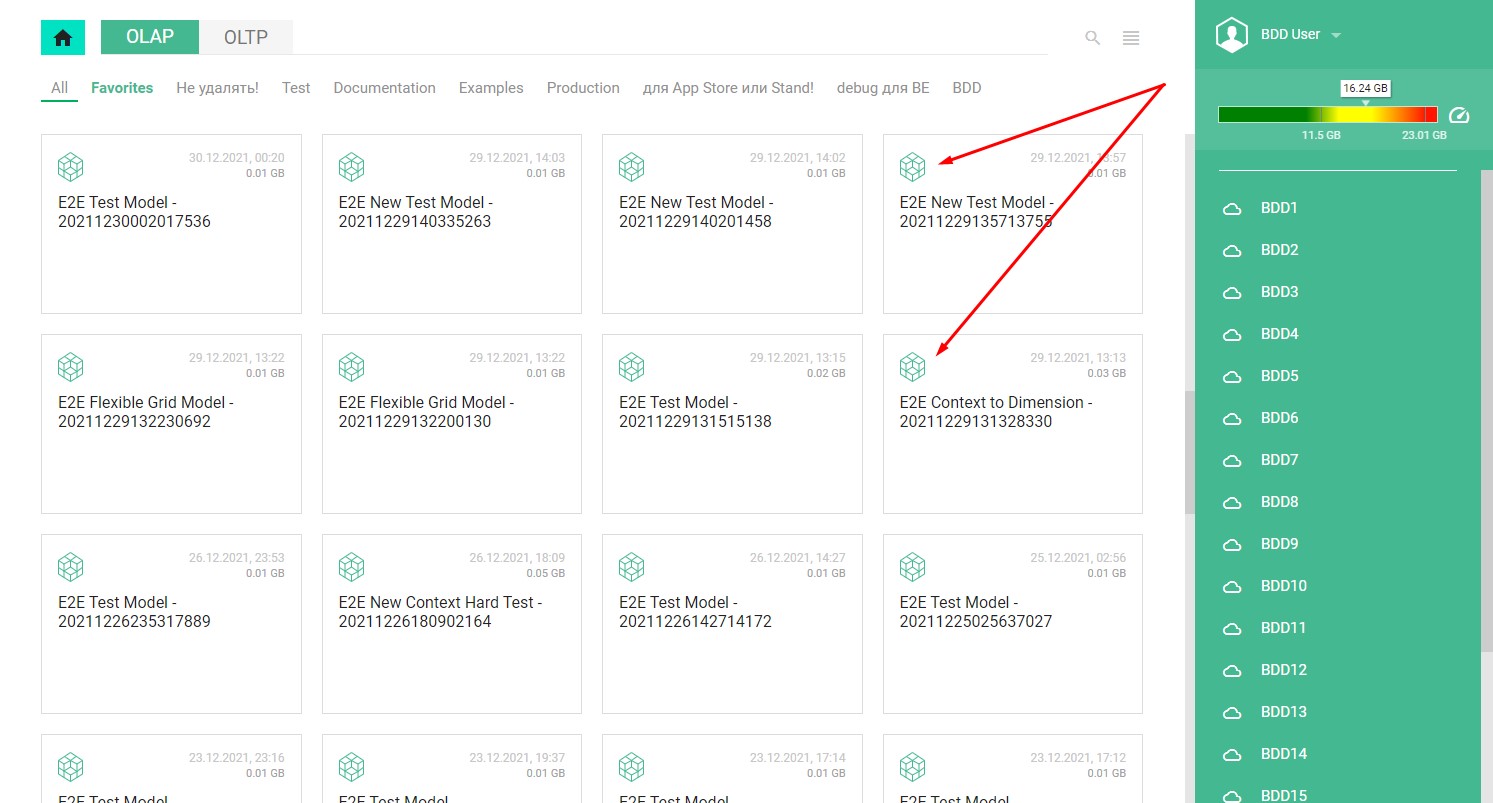 OLAP
OLTP
BDD User
All
Favorites
Не удалять!
Test
Documentation
Examples
Production
для App Store или Stand!
debug для BE
BDD
16.24 GB
11.5 GB
23.01 GB
30.12.2021, 00:20
0.01 GB
E2E Test Model -
20211230002017536
29.12.2021, 14:03
0.01 GB
E2E New Test Model -
20211229140335263
29.12.2021, 14:02
0.01 GB
E2E New Test Model -
20211229140201458
29.12.2021, 13:57
0.01 GB
E2E New Test Model -
20211229135713755
29.12.2021, 13:22
0.01 GB
E2E Flexible Grid Model -
20211229132230692
29.12.2021, 13:22
0.01 GB
E2E Flexible Grid Model -
20211229132200130
29.12.2021, 13:15
0.02 GB
E2E Test Model -
20211229131515138
29.12.2021, 13:13
0.03 GB
E2E Context to Dimension -
20211229131328330
26.12.2021, 23:53
0.01 GB
E2E Test Model -
20211226235317889
26.12.2021, 18:09
0.05 GB
E2E New Context Hard Test -
20211226180902164
26.12.2021, 14:27
0.01 GB
E2E Test Model -
20211226142714172
25.12.2021, 02:56
0.01 GB
E2E Test Model -
20211225025637027
23.12.2021, 23:16
0.01 GB
E2E Test Model
23.12.2021, 19:37
0.01 GB
E2E Test Model
23.12.2021, 17:14
0.01 GB
E2E Test Model
23.12.2021, 17:12
0.01 GB
E2E Test Model
BDD1
BDD2
BDD3
BDD4
BDD5
BDD6
BDD7
BDD8
BDD9
BDD10
BDD11
BDD12
BDD13
BDD14
BDD15